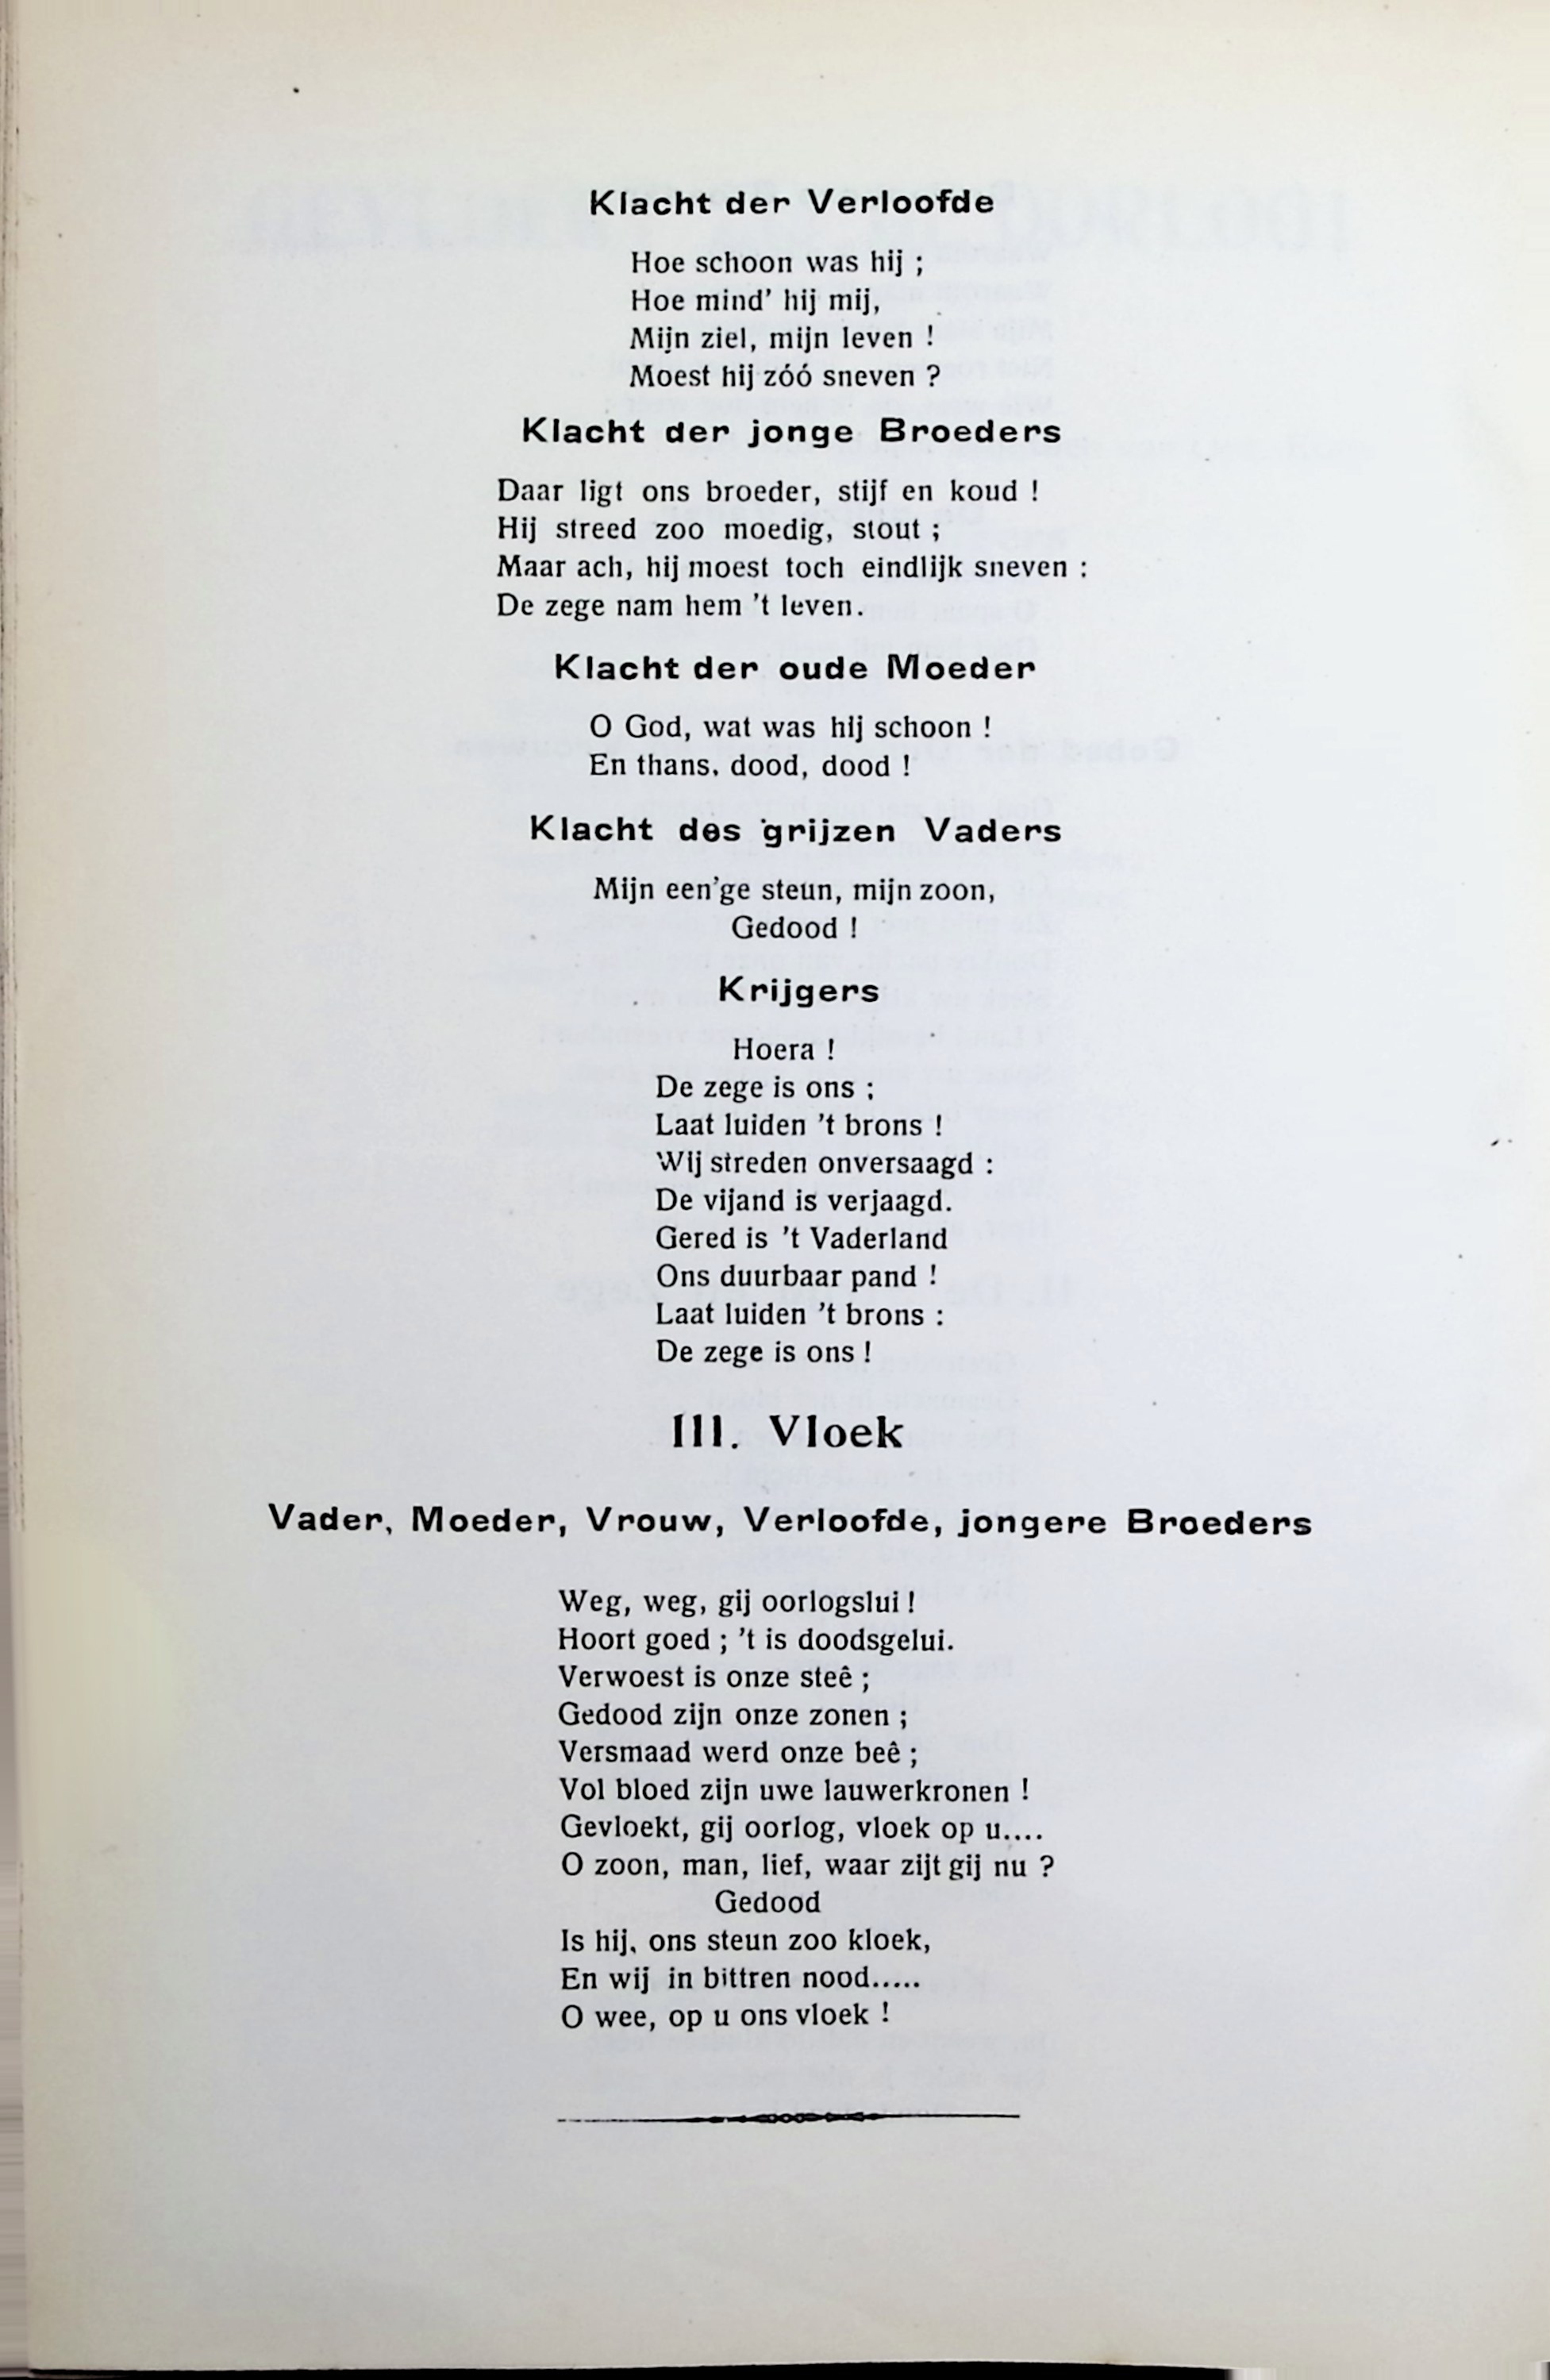 Klacht der Verloofde
Hoe schoon was hij ;
Hoe mind’ hij mij,
Mijn ziel, mijn leven !
Moest hij zóó sneven ?
Klacht der jonge Broeders
Daar ligt ons broeder, stijf en koud !
Hij streed zoo moedig, stout ;
Maar ach, hij moest toch eindlijk sneven :
De zege nam hem ’t leven.
Klacht der oude Moeder
O God, wat was hij schoon !
En thans, dood, dood !
Klacht des grijzen Vaders
Mijn een’ge steun, mijn zoon,
Gedood !
Krijgers
Hoera !
De zege is ons ;
Laat luiden ’t brons !
Wij streden onversaagd :
De vijand is verjaagd.
Gered is ’t Vaderland
Ons duurbaar pand !
Laat luiden ’t brons :
De zege is ons !
III. Vloek
Vader, Moeder, Vrouw, Verloofde, jongere Broeders
Weg, weg, gij oorlogslui !
Hoort goed ; ’t is doodsgelui.
Verwoest is onze steê ;
Gedood zijn onze zonen ;
Versmaad werd onze beê ;
Vol bloed zijn uwe lauwerkronen !
Gevloekt, gij oorlog, vloek op u....
O zoon, man, lief, waar zijt gij nu ?
Gedood
Is hij, ons steun zoo kloek,
En wij in bittren nood.....
O wee, op u ons vloek !